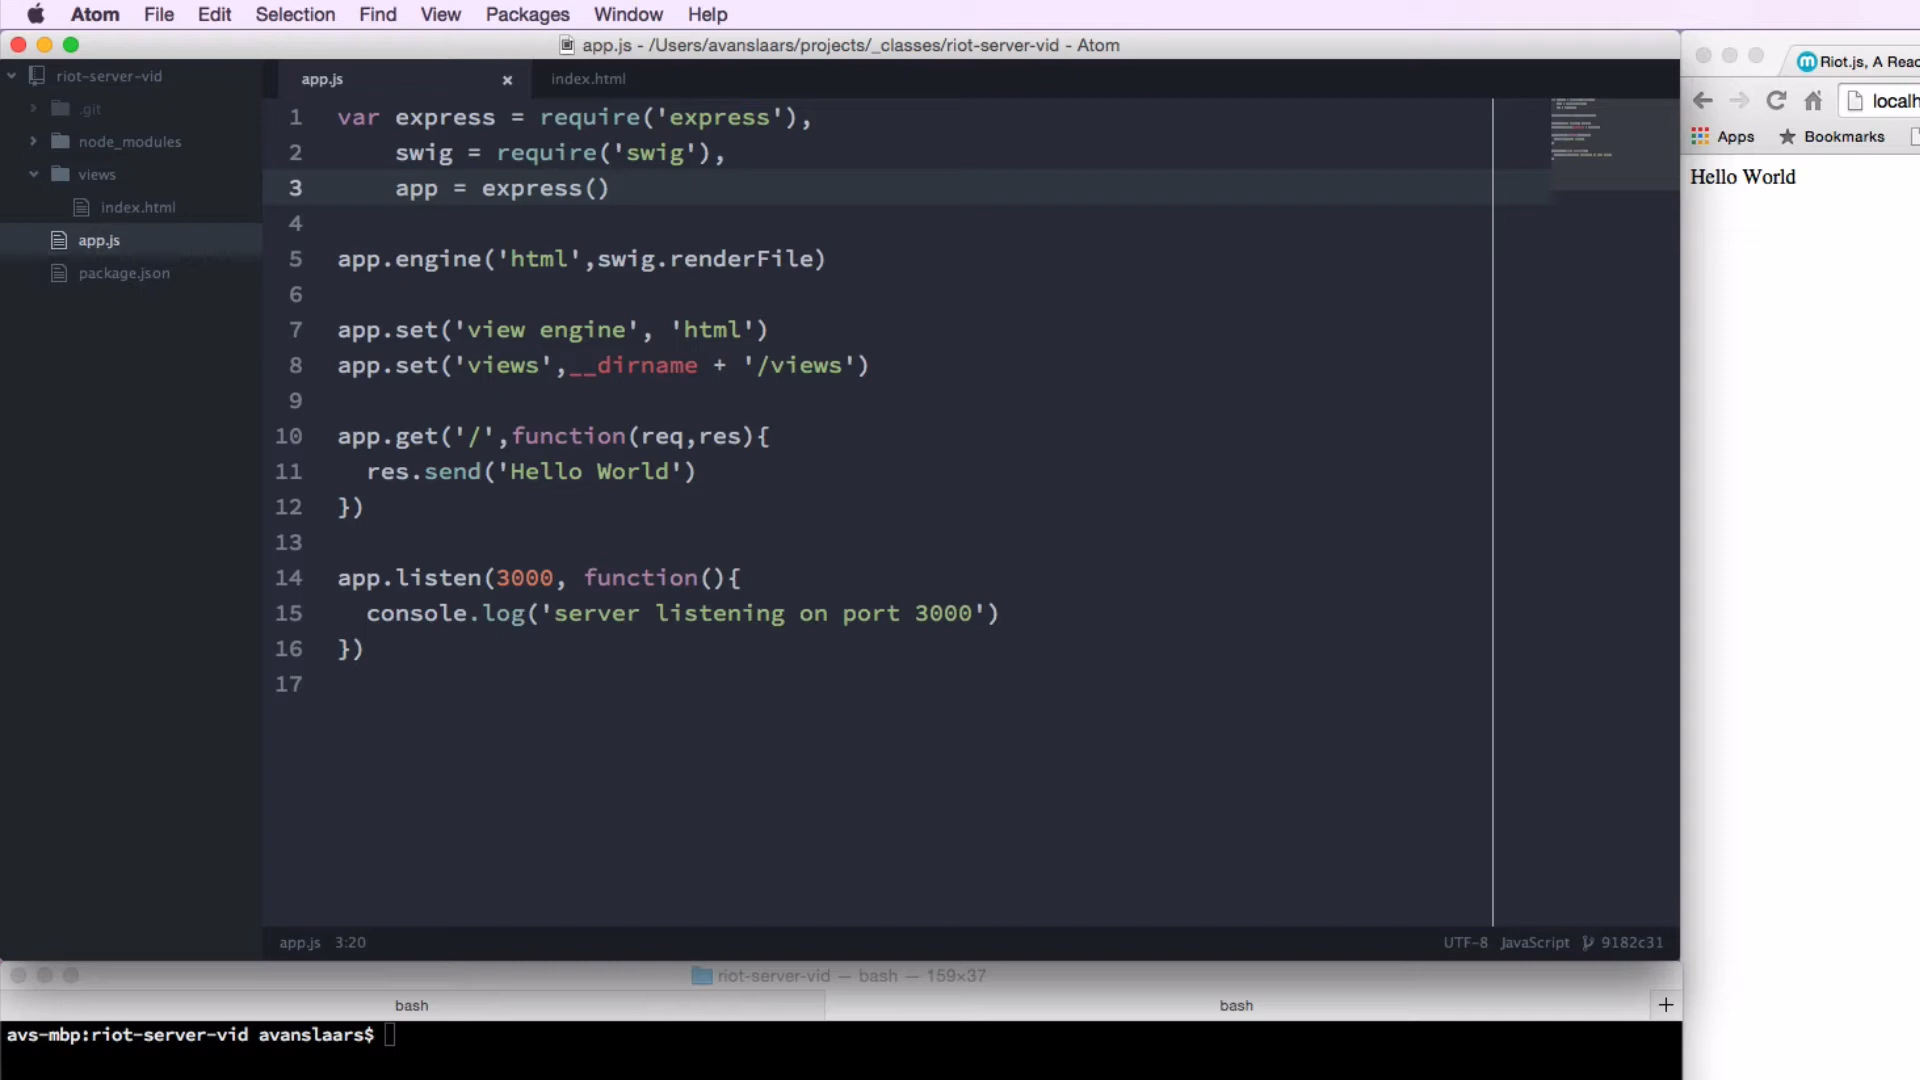 Atom File Edit Selection Find View Packages Window Help
app.js - /Users/avanslaars/projects/_classes/riot-server-vid - Atom
riot-server-vid
.git
node_modules
views
index.html
app.js
package.json
app.js index.html
1 var express = require('express'),
2 swig = require('swig'),
3 app = express()
4
5 app.engine('html',swig.renderFile)
6
7 app.set('view engine', 'html')
8 app.set('views',__dirname + '/views')
9
10 app.get('/',function(req,res){
11 res.send('Hello World')
12 })
13
14 app.listen(3000, function(){
15 console.log('server listening on port 3000')
16 })
17
app.js 3:20 UTF-8 JavaScript 9182c31
riot-server-vid — bash — 159×37
bash bash
avs-mbp:riot-server-vid avanslaars$
Riot.js, A Reac
localh
Apps Bookmarks
Hello World